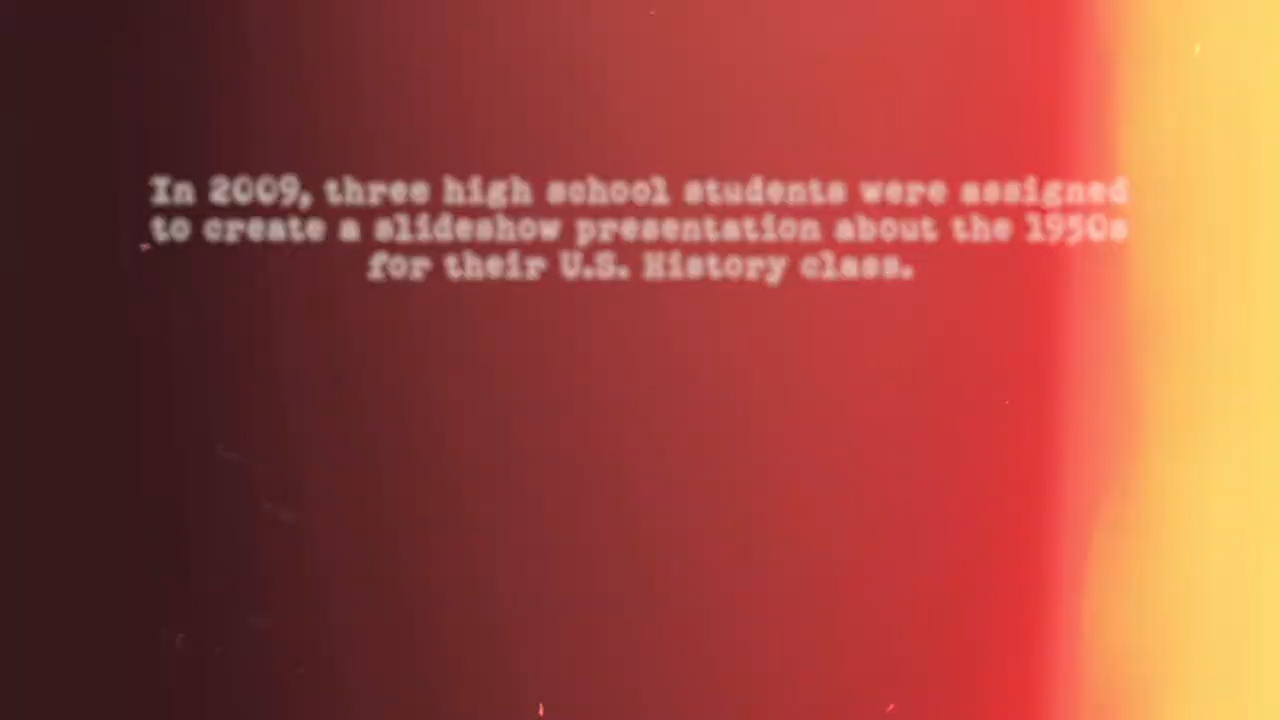 In 2009, three high school students were assigned
to create a slideshow presentation about the 1950s
for their U.S. History class.